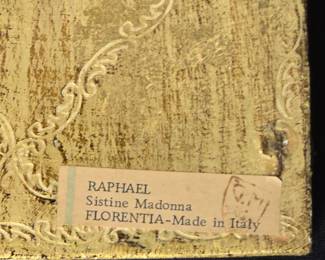 RAPHAEL
Sistine Madonna
FLORENTIA-Made in Italy